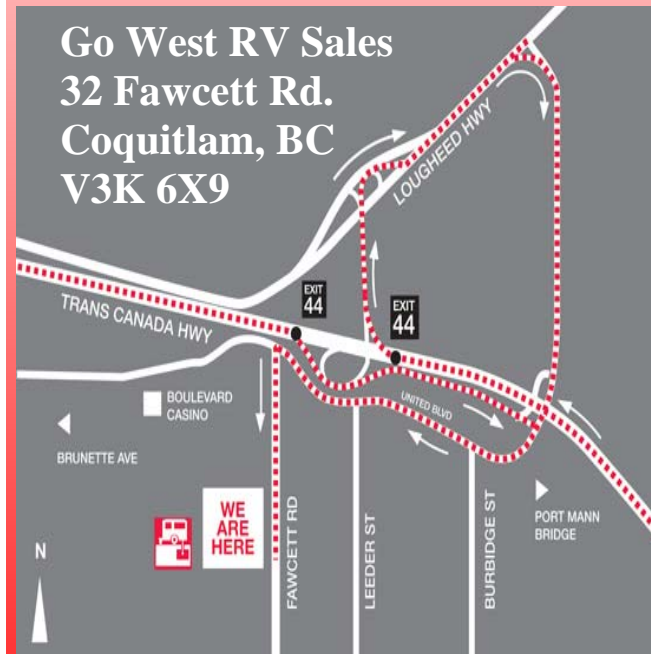 Go West RV Sales
32 Fawcett Rd.
Coquitlam, BC
V3K 6X9
LOUGHEED HWY
TRANS CANADA HWY
EXIT
44
EXIT
44
BOULEVARD
CASINO
UNITED BLVD
BRUNETTE AVE
WE
ARE
HERE
FAWCETT RD
LEEDER ST
BURBIDGE ST
PORT MANN
BRIDGE
N